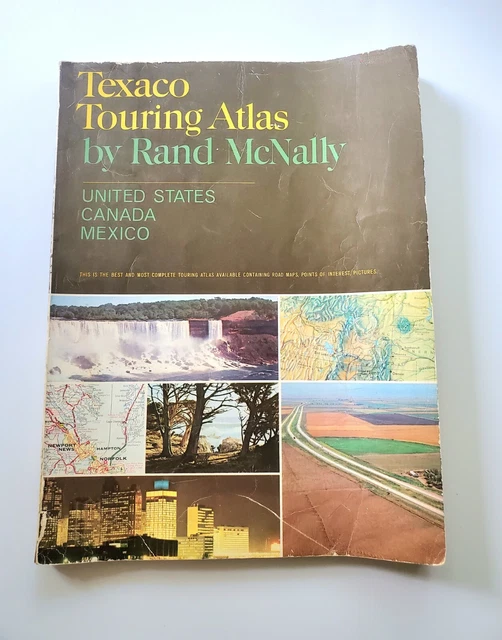 Texaco
Touring Atlas
by Rand McNally
UNITED STATES
CANADA
MEXICO
THIS IS THE BEST AND MOST COMPLETE TOURING ATLAS AVAILABLE CONTAINING ROAD MAPS, POINTS OF INTEREST, PICTURES
NEWPORT
NEWS
HAMPTON
NORFOLK